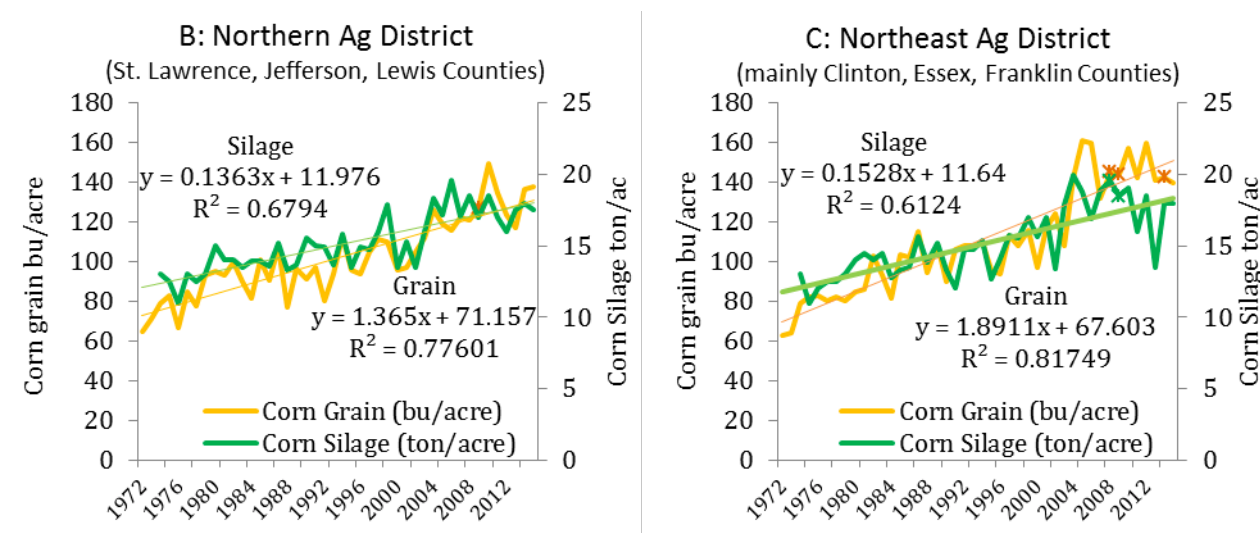 B: Northern Ag District
(St. Lawrence, Jefferson, Lewis Counties)
Corn grain bu/acre
180
160
140
120
100
80
60
40
20
0
Silage
y = 0.1363x + 11.976
R² = 0.6794
Grain
y = 1.365x + 71.157
R² = 0.77601
Corn Grain (bu/acre)
Corn Silage (ton/acre)
25
20
15
10
5
0
Corn Silage ton/ac
1972
1976
1980
1984
1988
1992
1996
2000
2004
2008
2012
C: Northeast Ag District
(mainly Clinton, Essex, Franklin Counties)
Corn grain bu/acre
180
160
140
120
100
80
60
40
20
0
Silage
y = 0.1528x + 11.64
R² = 0.6124
Grain
y = 1.8911x + 67.603
R² = 0.81749
Corn Grain (bu/acre)
Corn Silage (ton/acre)
25
20
15
10
5
0
Corn Silage ton/ac
1972
1976
1980
1984
1988
1992
1996
2000
2004
2008
2012